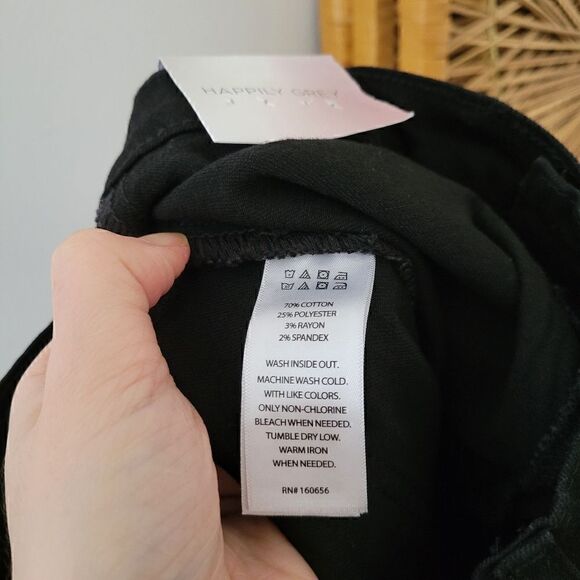 HAPPILY GREY
70% COTTON
25% POLYESTER
3% RAYON
2% SPANDEX
WASH INSIDE OUT.
MACHINE WASH COLD.
WITH LIKE COLORS.
ONLY NON-CHLORINE
BLEACH WHEN NEEDED.
TUMBLE DRY LOW.
WARM IRON
WHEN NEEDED.
RN# 160656